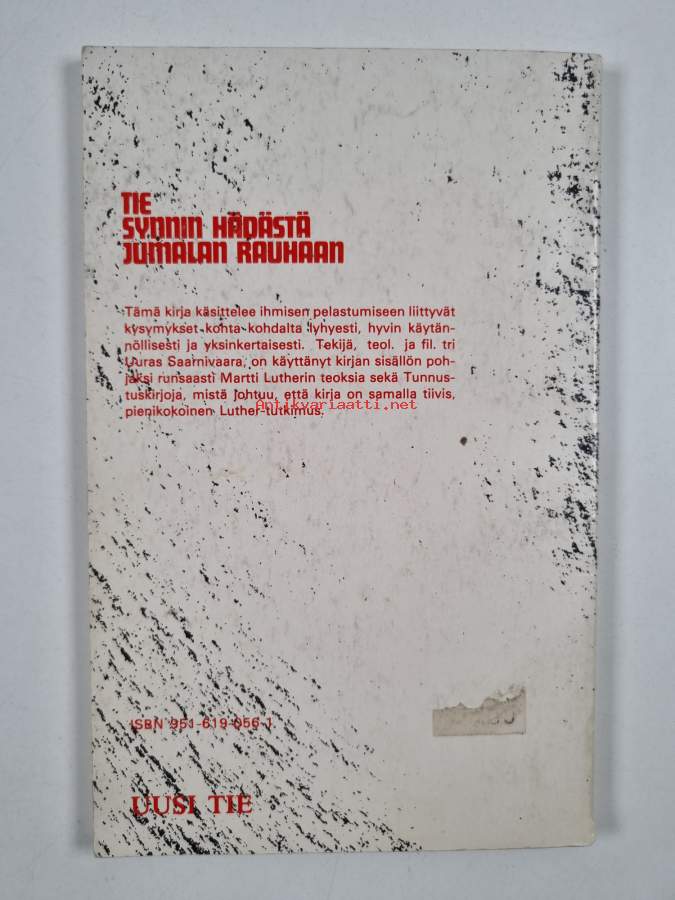 TIE
SYNNIN HÄDÄSTÄ
JUMALAN RAUHAAN
Tämä kirja käsittelee ihmisen pelastumiseen liittyvät
kysymykset kohta kohdalta lyhyesti, hyvin käytän-
nöllisesti ja yksinkertaisesti. Tekijä, teol. ja fil. tri
Uuras Saarnivaara, on käyttänyt kirjan sisällön poh-
jaksi runsaasti Martti Lutherin teoksia sekä Tunnus-
tuskirjoja, mistä johtuu, että kirja on samalla tiivis,
Antikvariaatti.net
pienikokoinen Luther-tutkimus.
ISBN 951-619-056-1
UUSI TIE